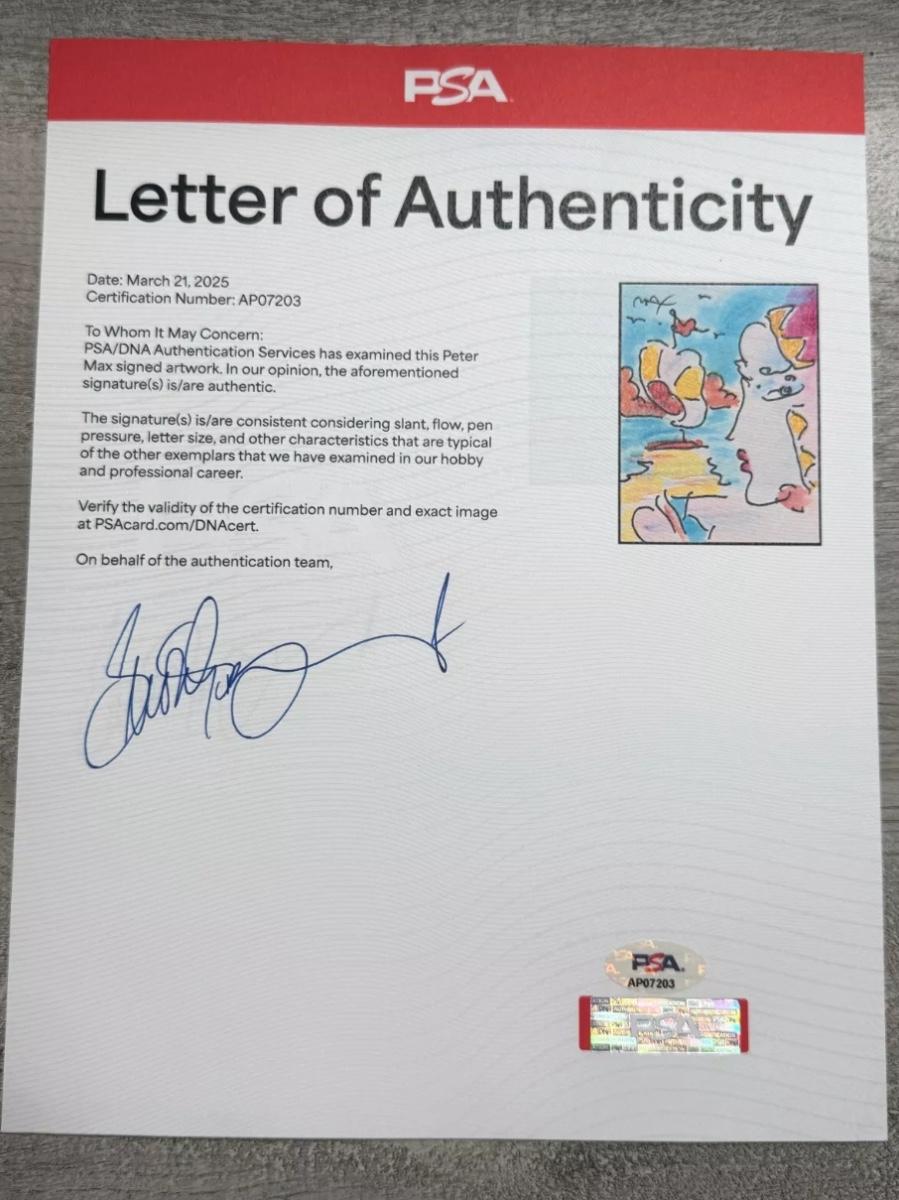 PSA
Letter of Authenticity
Date: March 21, 2025
Certification Number: AP07203
To Whom It May Concern:
PSA/DNA Authentication Services has examined this Peter
Max signed artwork. In our opinion, the aforementioned
signature(s) is/are authentic.
The signature(s) is/are consistent considering slant, flow, pen
pressure, letter size, and other characteristics that are typical
of the other exemplars that we have examined in our hobby
and professional career.
Verify the validity of the certification number and exact image
at PSAcard.com/DNAcert.
On behalf of the authentication team,
Max
PSA
AP07203
PSA